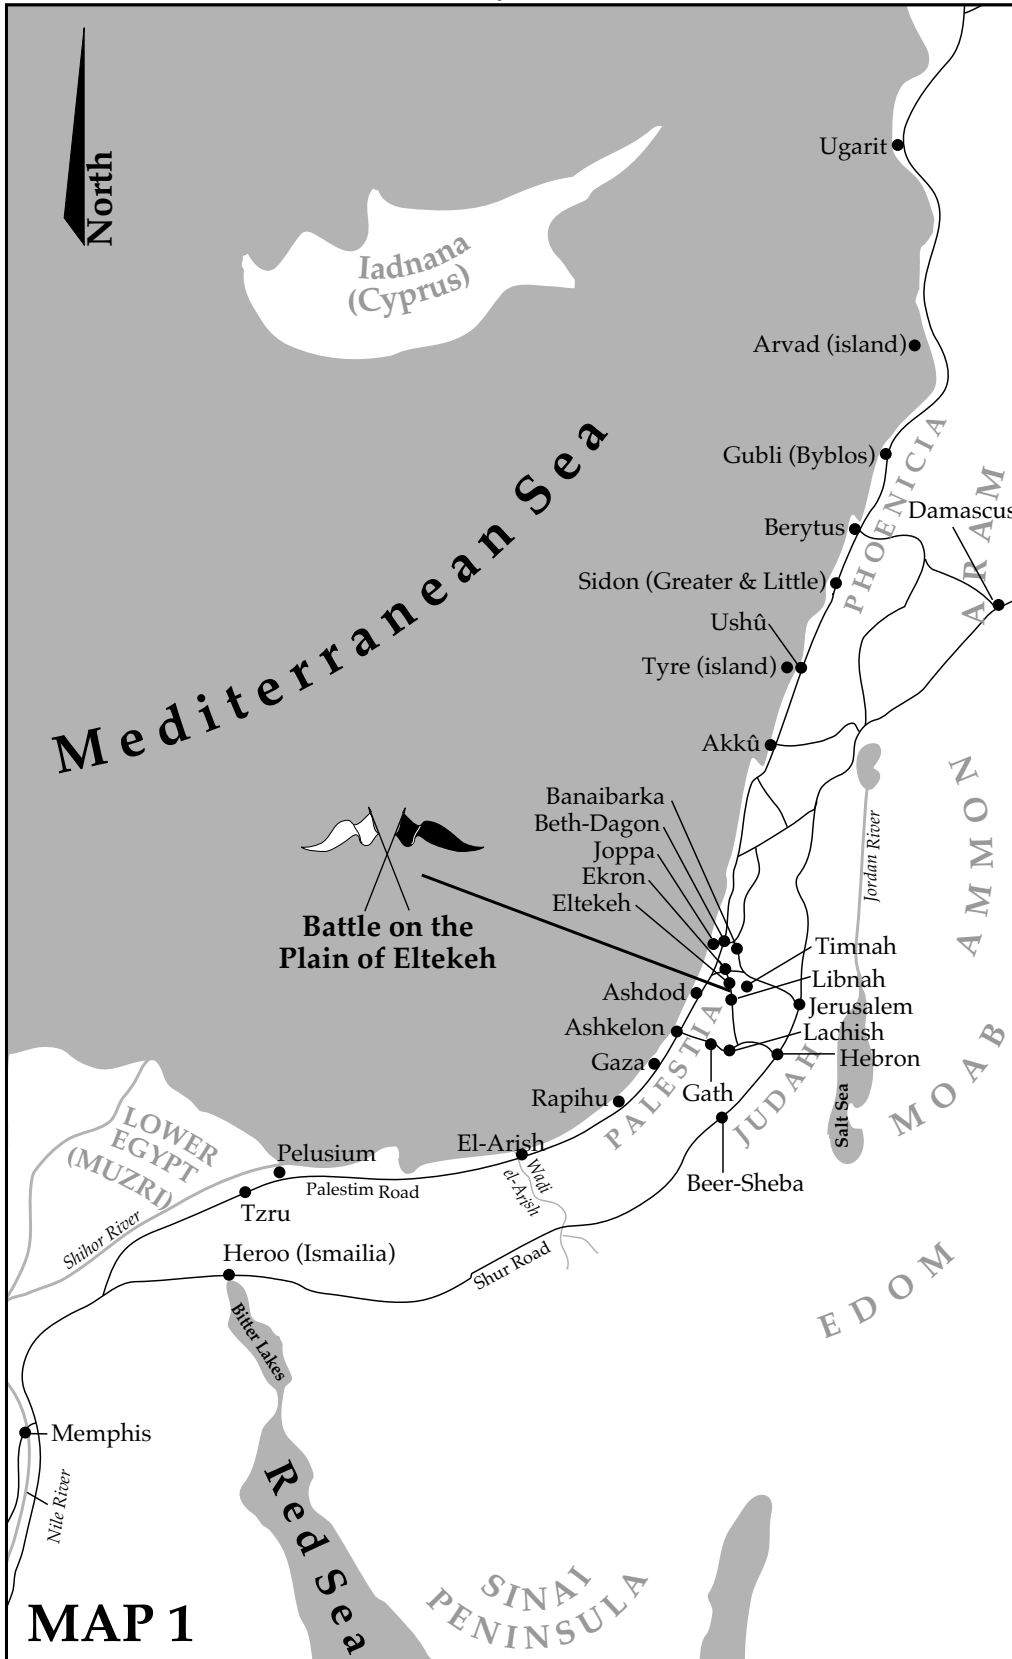 North
Ugarit
Iadnana
(Cyprus)
Arvad (island)
Mediterranean Sea
Gubli (Byblos)
PHOENICIA
ARAM
Damascus
Berytus
Sidon (Greater & Little)
Ushû
Tyre (island)
Akkû
Banaibarka
Beth-Dagon
Joppa
Ekron
Eltekeh
Battle on the
Plain of Eltekeh
Jordan River
AMMON
Timnah
Libnah
Jerusalem
Lachish
Hebron
Ashdod
Ashkelon
Gaza
Rapihu
Gath
PALESTIA
JUDAH
Salt Sea
MOAB
El-Arish
Wadi
el-Arish
Beer-Sheba
LOWER
EGYPT
(MUZRI)
Pelusium
Palestim Road
Tzru
Shihor River
Heroo (Ismailia)
Shur Road
EDOM
Bitter Lakes
Memphis
Nile River
Red Sea
SINAI
PENINSULA
MAP 1